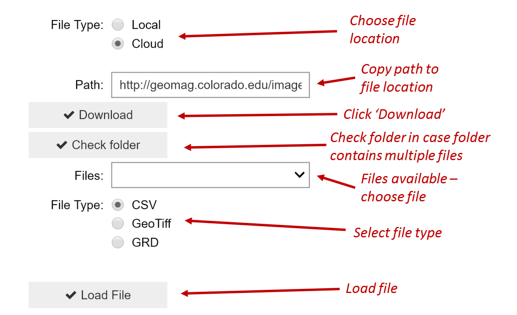 File Type: Local
Cloud
Choose file
location
Path: http://geomag.colorado.edu/image
Copy path to
file location
✔ Download
Click ‘Download’
✔ Check folder
Check folder in case folder
contains multiple files
Files:
Files available –
choose file
File Type: CSV
GeoTiff
GRD
Select file type
✔ Load File
Load file